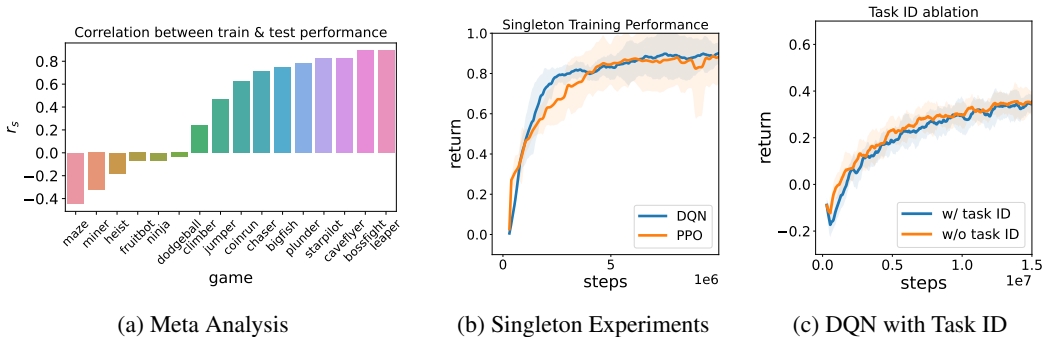 Correlation between train & test performance
r_s
0.8
0.6
0.4
0.2
0.0
−0.2
−0.4
maze
miner
heist
fruitbot
ninja
dodgeball
climber
jumper
coinrun
chaser
bigfish
plunder
starpilot
caveflyer
bossfight
leaper
game
(a) Meta Analysis
Singleton Training Performance
return
1.0
0.8
0.6
0.4
0.2
0.0
DQN
PPO
5
1e6
steps
(b) Singleton Experiments
Task ID ablation
return
0.6
0.4
0.2
0.0
−0.2
w/ task ID
w/o task ID
0.0
0.5
1.0
1.5
1e7
steps
(c) DQN with Task ID